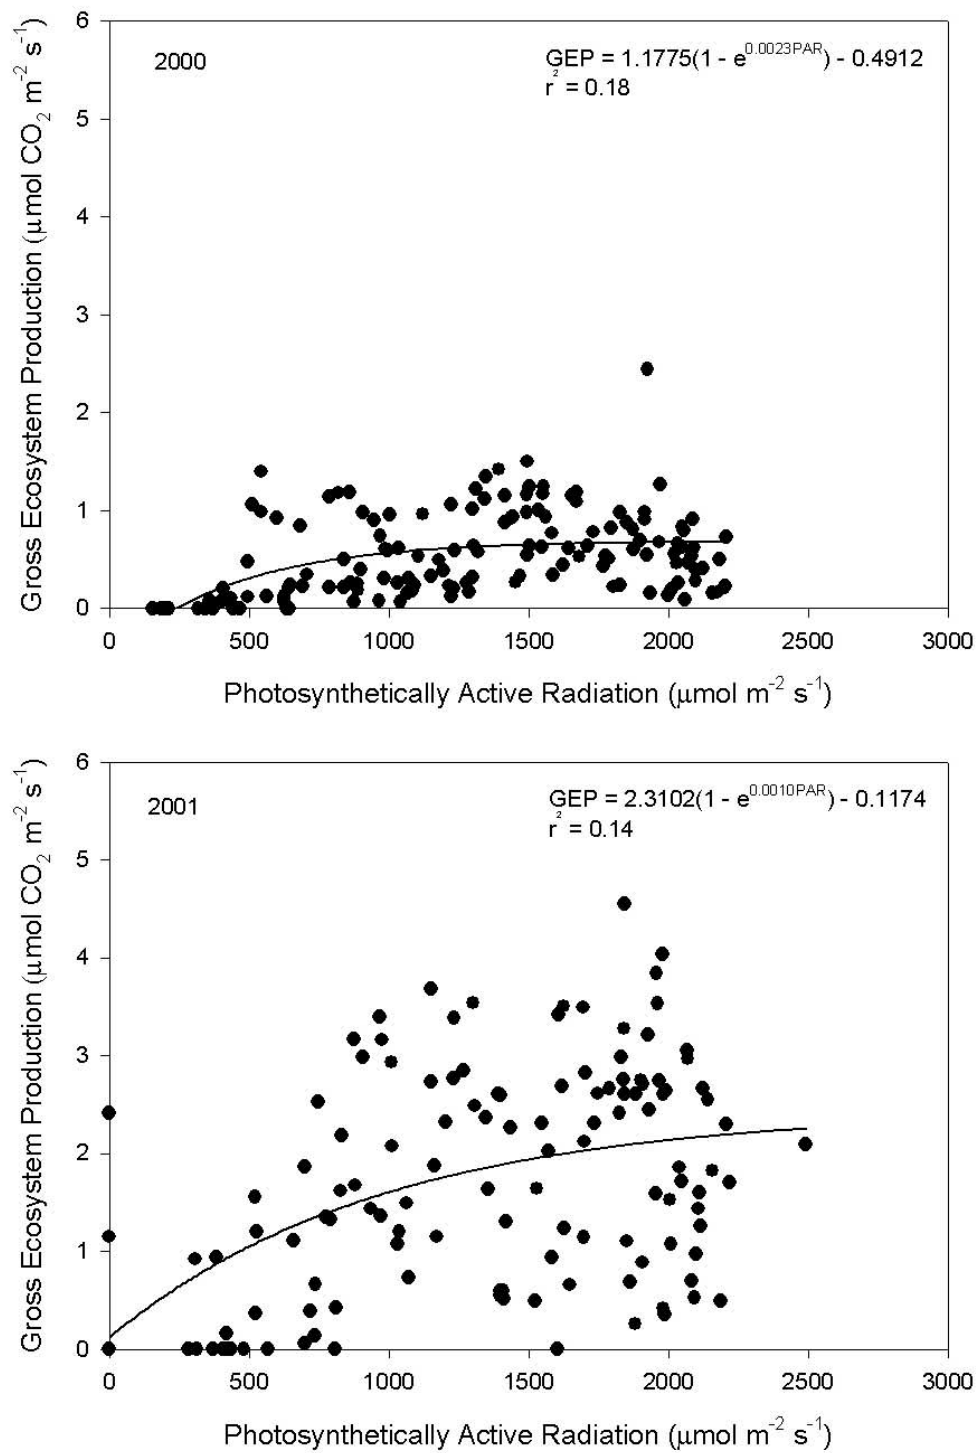 6
5
4
3
2
1
0
Gross Ecosystem Production (μmol CO₂ m⁻² s⁻¹)
2000
GEP = 1.1775(1 - e^0.0023PAR) - 0.4912
r² = 0.18
0 500 1000 1500 2000 2500 3000
Photosynthetically Active Radiation (μmol m⁻² s⁻¹)
6
5
4
3
2
1
0
Gross Ecosystem Production (μmol CO₂ m⁻² s⁻¹)
2001
GEP = 2.3102(1 - e^0.0010PAR) - 0.1174
r² = 0.14
0 500 1000 1500 2000 2500 3000
Photosynthetically Active Radiation (μmol m⁻² s⁻¹)